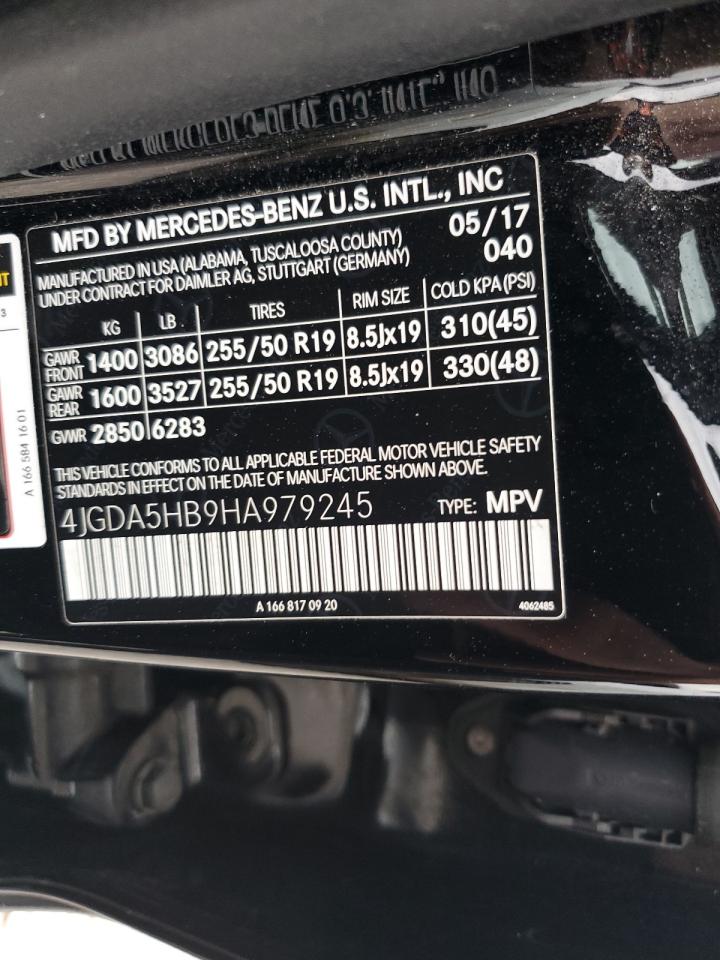 MFD BY MERCEDES-BENZ U.S. INTL., INC
MANUFACTURED IN USA (ALABAMA, TUSCALOOSA COUNTY) 05/17
UNDER CONTRACT FOR DAIMLER AG, STUTTGART (GERMANY) 040
KG LB. TIRES RIM SIZE COLD KPA (PSI)
GAWR FRONT 1400 3086 255/50 R19 8.5Jx19 310(45)
GAWR REAR 1600 3527 255/50 R19 8.5Jx19 330(48)
GVWR 2850 6283
THIS VEHICLE CONFORMS TO ALL APPLICABLE FEDERAL MOTOR VEHICLE SAFETY
STANDARDS IN EFFECT ON THE DATE OF MANUFACTURE SHOWN ABOVE.
4JGDA5HB9HA979245 TYPE: MPV
A 166 817 09 20 4062485
A 166 584 16 01
3